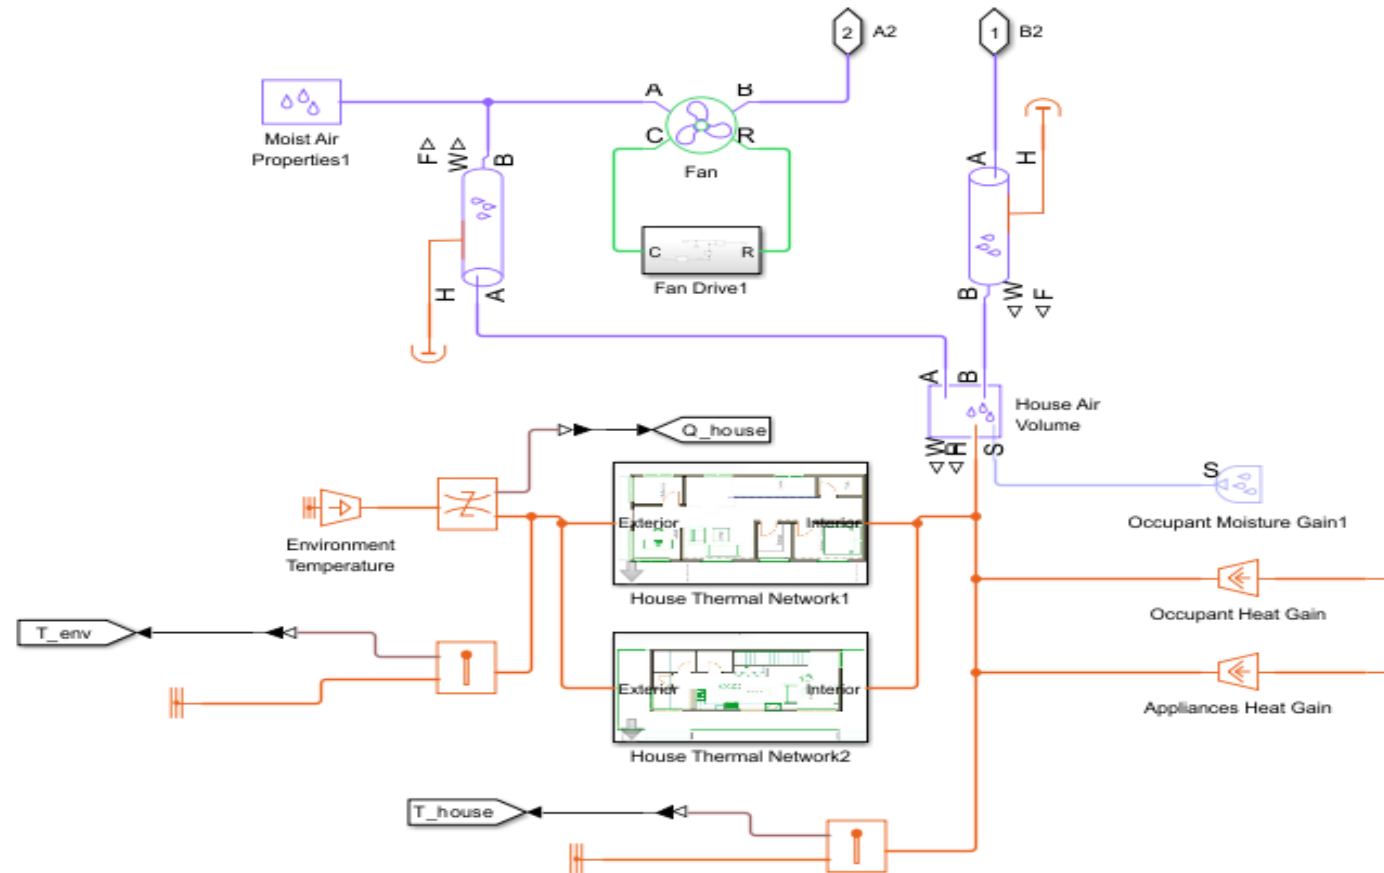 2 A2
1 B2
A B
Moist Air
Properties1
F W B
C R
A H
Fan
C R
Fan Drive1
H A
B W F
A B
House Air
Volume
Q_house
W H S
S
Exterior Interior
Occupant Moisture Gain1
Environment
Temperature
House Thermal Network1
Occupant Heat Gain
T_env
Exterior Interior
Appliances Heat Gain
House Thermal Network2
T_house